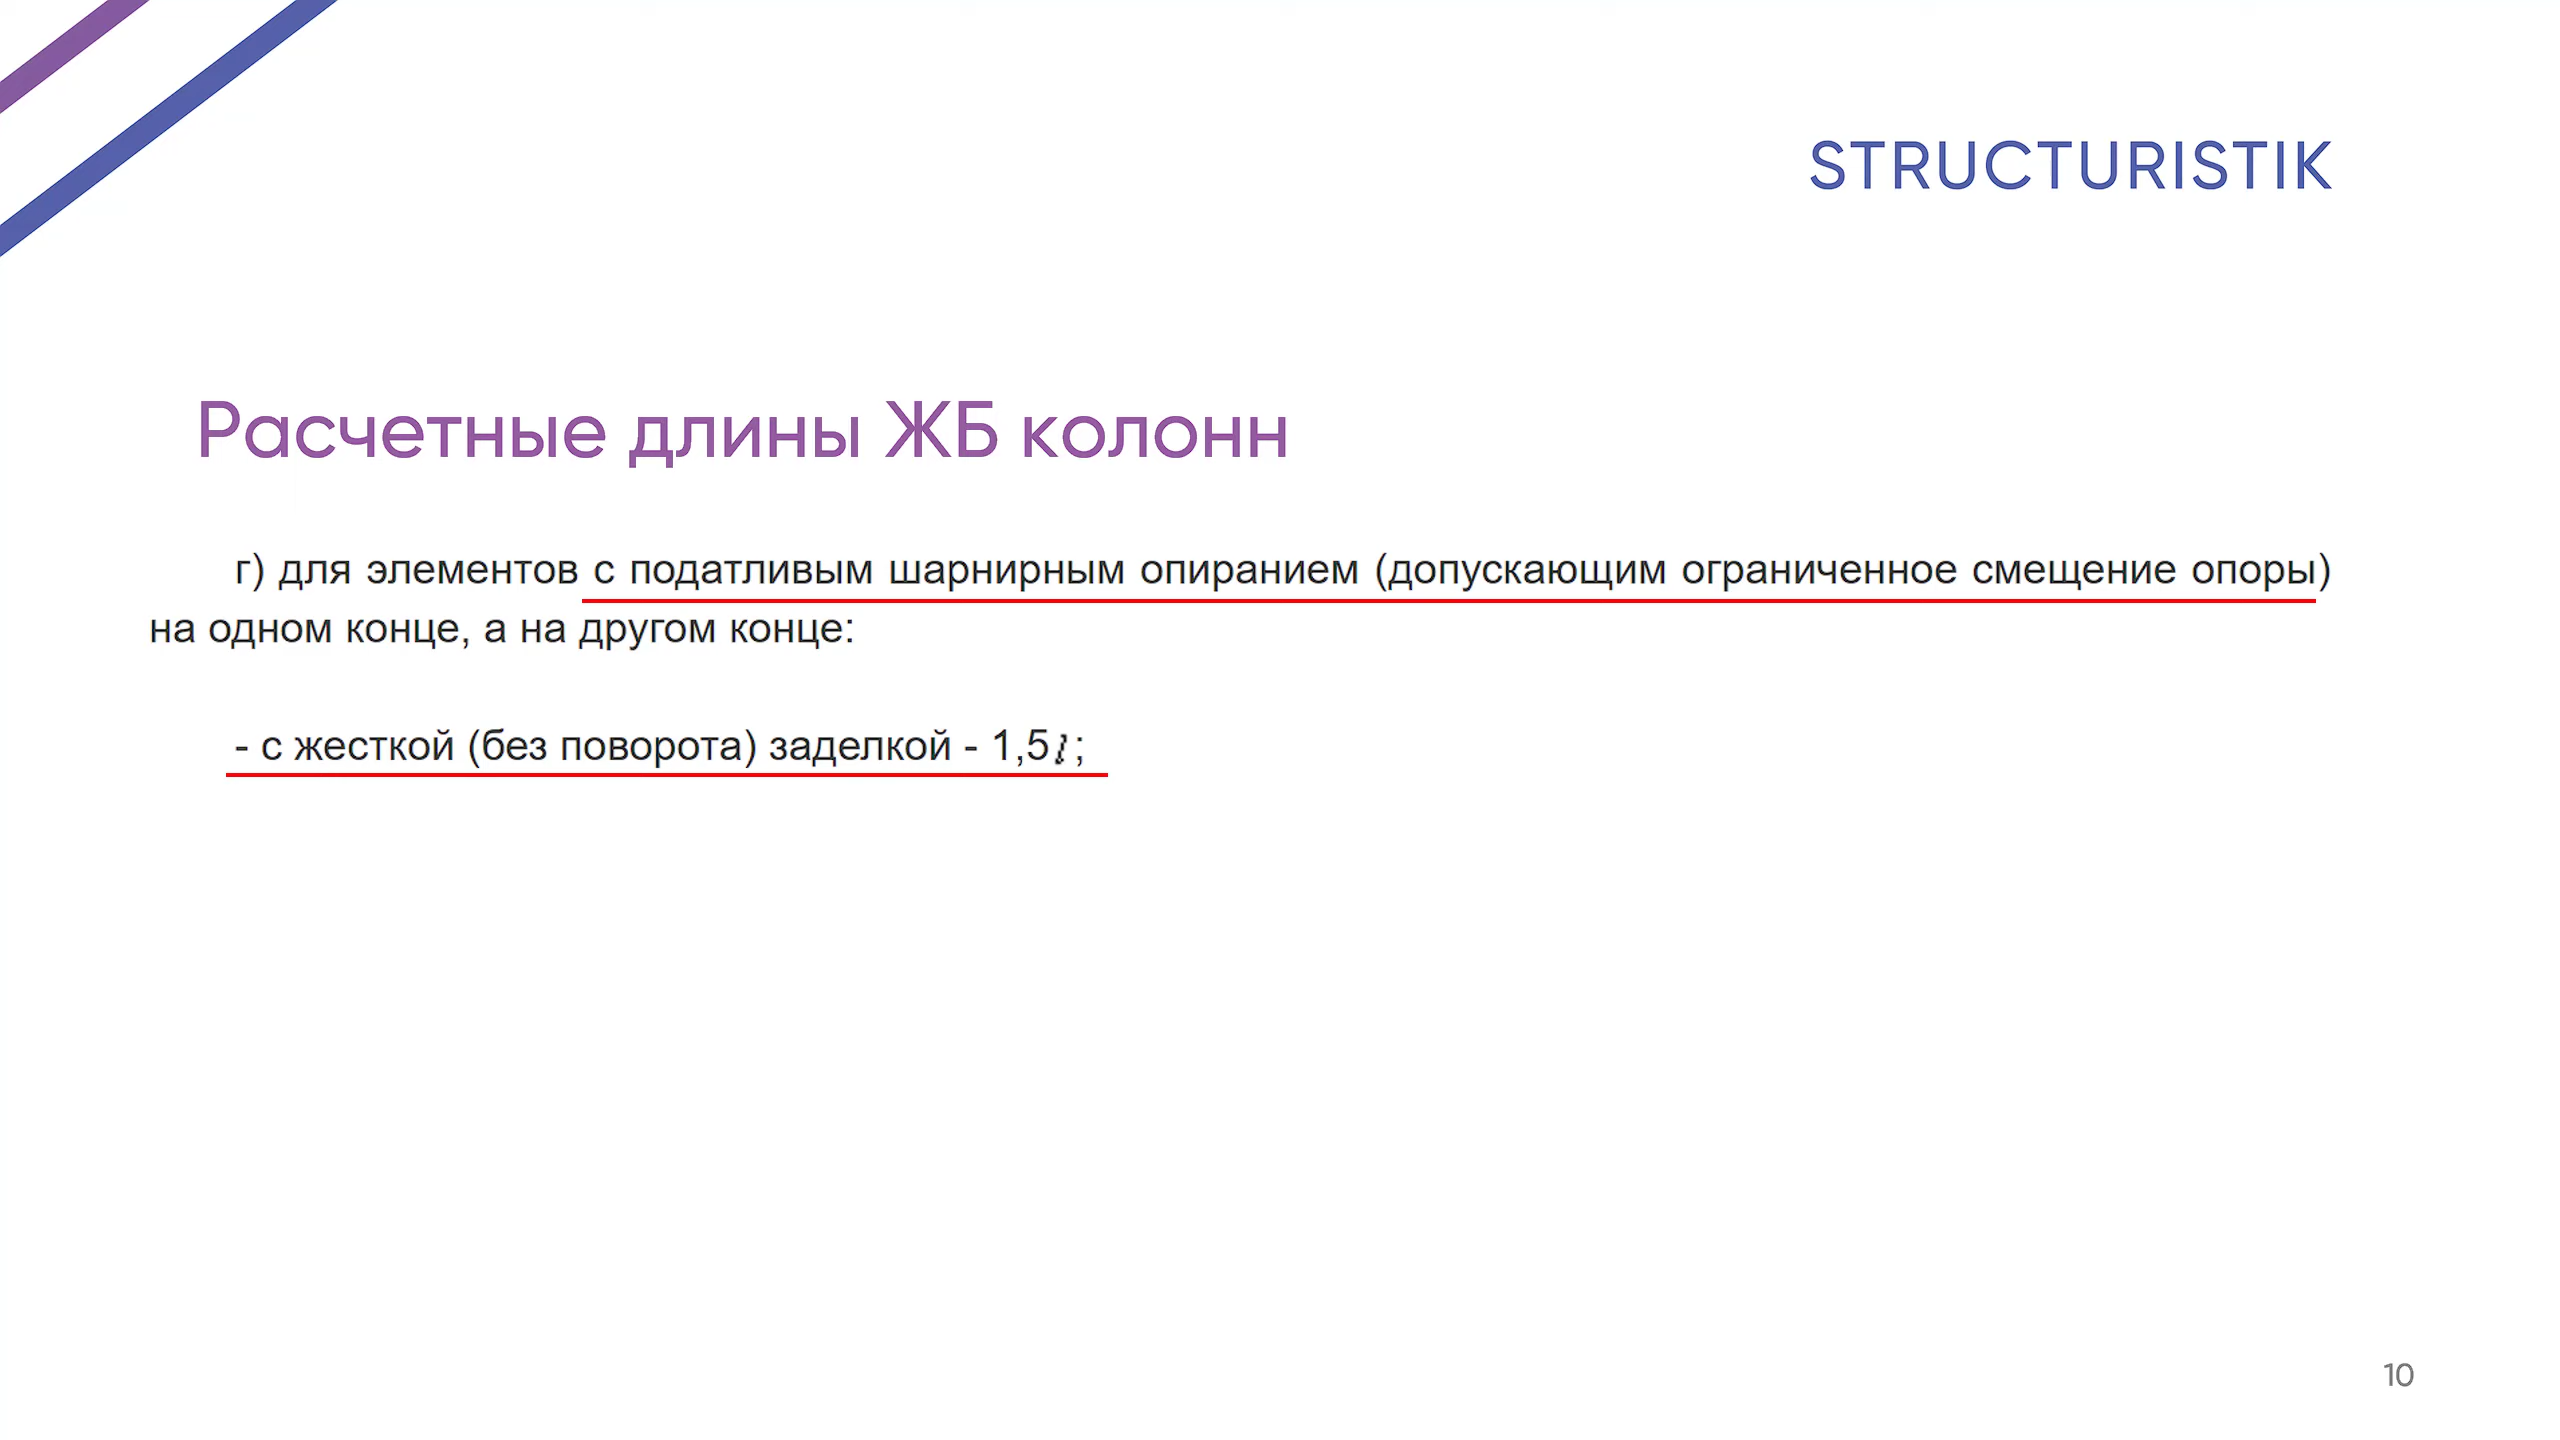 STRUCTURISTIK
Расчетные длины ЖБ колонн
г) для элементов с податливым шарнирным опиранием (допускающим ограниченное смещение опоры)
на одном конце, а на другом конце:
- с жесткой (без поворота) заделкой - 1,5l;
10